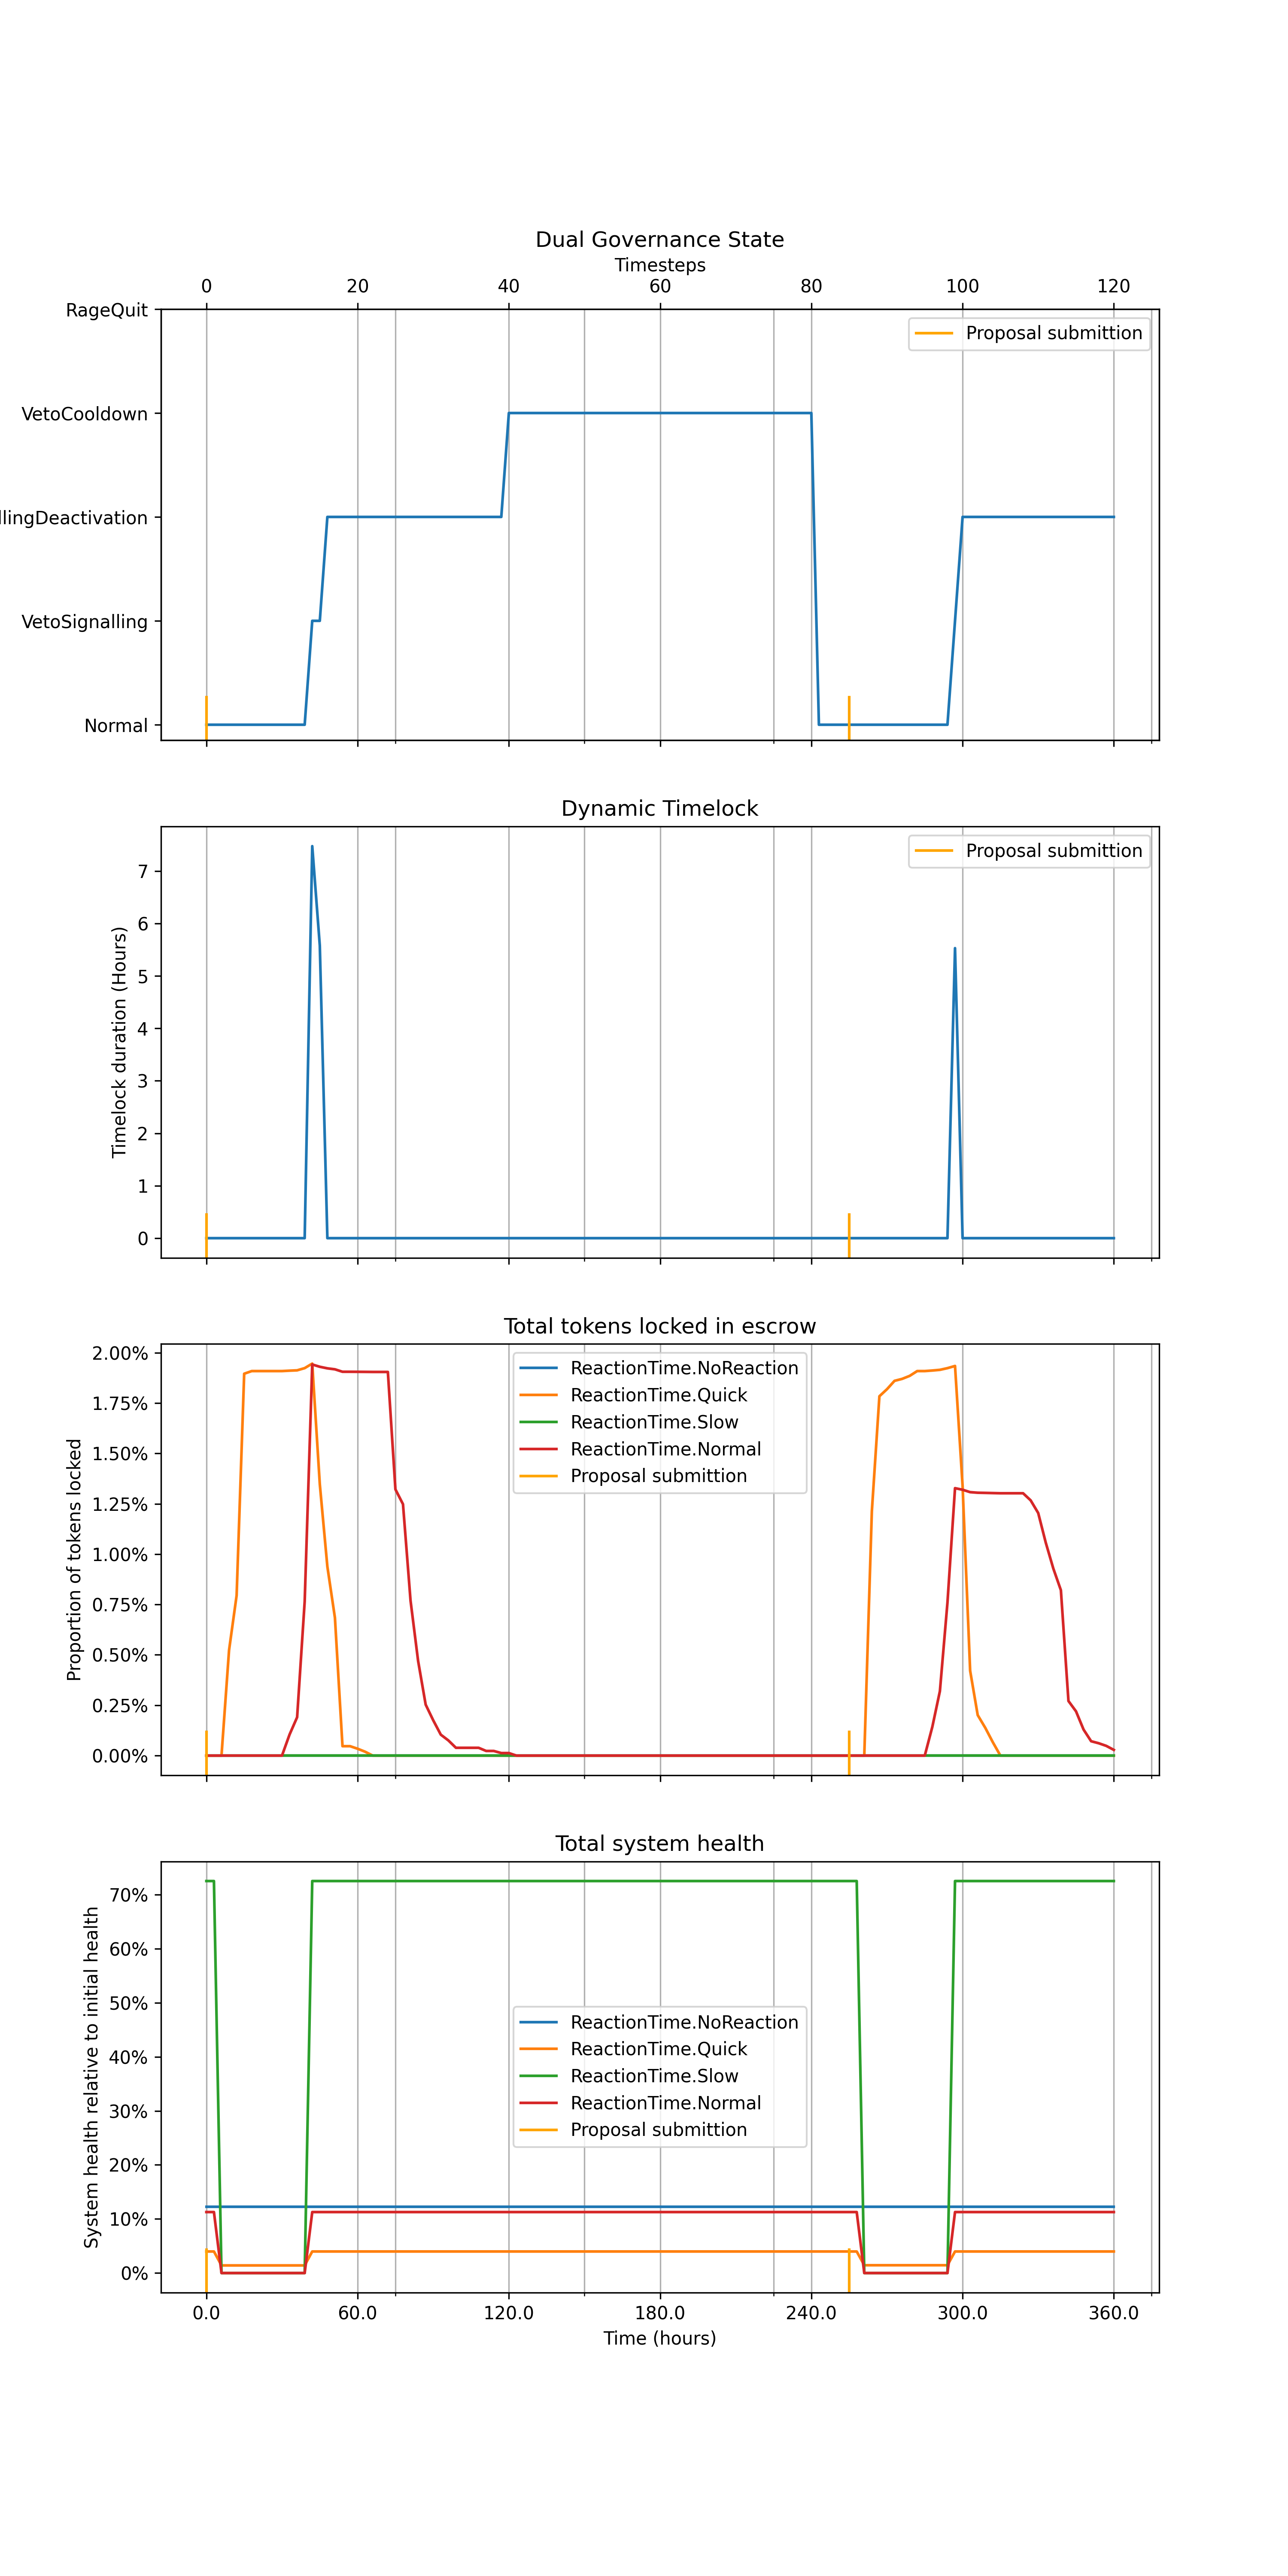 Dual Governance State
Timesteps
0 20 40 60 80 100 120
RageQuit
VetoCooldown
llingDeactivation
VetoSignalling
Normal
Proposal submittion
Dynamic Timelock
Timelock duration (Hours)
7
6
5
4
3
2
1
0
Proposal submittion
Total tokens locked in escrow
Proportion of tokens locked
2.00%
1.75%
1.50%
1.25%
1.00%
0.75%
0.50%
0.25%
0.00%
ReactionTime.NoReaction
ReactionTime.Quick
ReactionTime.Slow
ReactionTime.Normal
Proposal submittion
Total system health
System health relative to initial health
70%
60%
50%
40%
30%
20%
10%
0%
ReactionTime.NoReaction
ReactionTime.Quick
ReactionTime.Slow
ReactionTime.Normal
Proposal submittion
0.0 60.0 120.0 180.0 240.0 300.0 360.0
Time (hours)